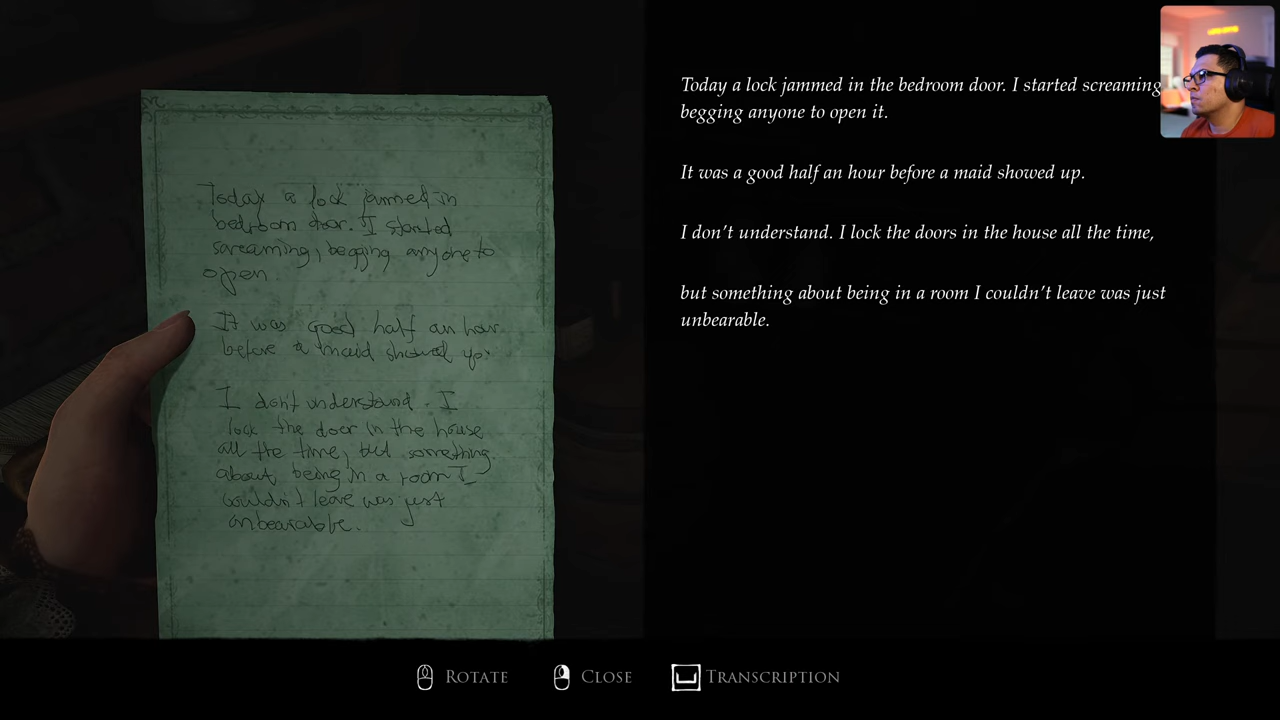 Today a lock jammed in
bedroom door. I started
screaming, begging anyone to
open
It was good half an hour
before a maid showed up.
I don't understand. I
lock the door in the house
all the time, but something
about being in a room I
couldn't leave was just
unbearable.
Today a lock jammed in the bedroom door. I started screaming
begging anyone to open it.
It was a good half an hour before a maid showed up.
I don't understand. I lock the doors in the house all the time,
but something about being in a room I couldn't leave was just
unbearable.
ROTATE
CLOSE
TRANSCRIPTION